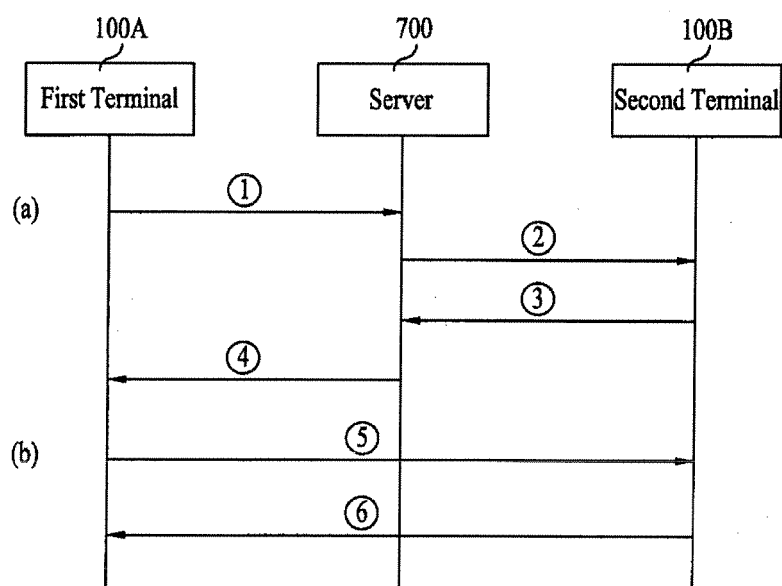 100A
700
100B
First Terminal
Server
Second Terminal
(a)
①
②
③
④
(b)
⑤
⑥